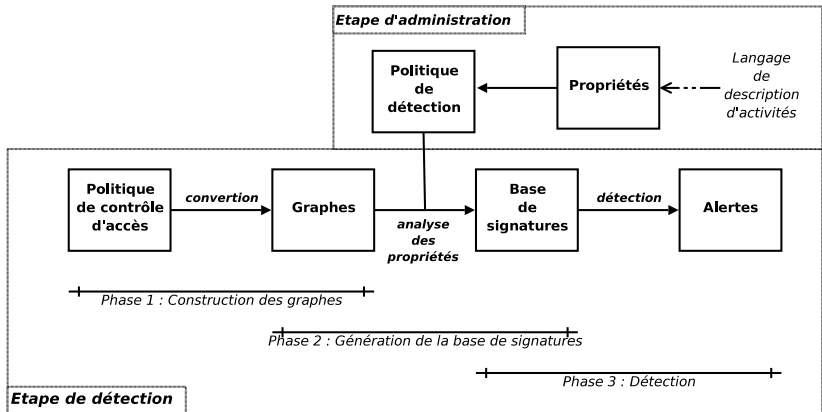 Etape d'administration
Politique
de
détection
Propriétés
Langage
de
description
d'activités
Politique
de contrôle
d'accès
convertion
Graphes
analyse
des
propriétés
Base
de
signatures
détection
Alertes
Phase 1 : Construction des graphes
Phase 2 : Génération de la base de signatures
Phase 3 : Détection
Etape de détection